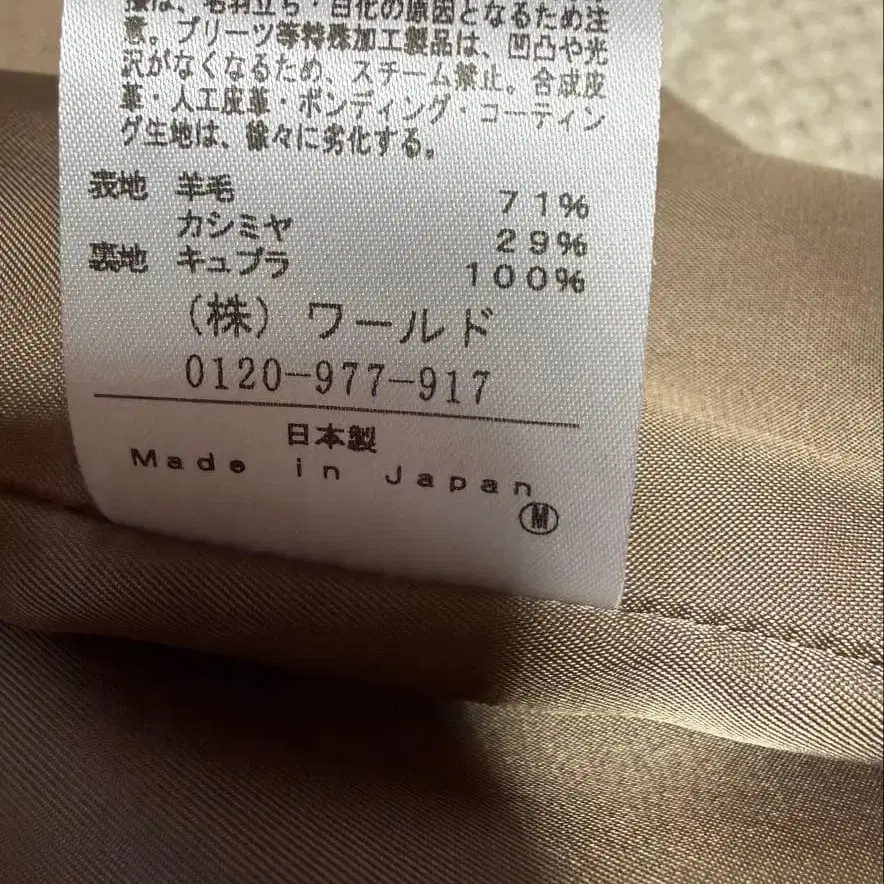 擦は、毛羽立ち・白化の原因となるため注
意。プリーツ等特殊加工製品は、凹凸や光
沢がなくなるため、スチーム禁止。合成皮
革・人工皮革・ボンディング・コーティン
グ生地は、徐々に劣化する。
表地 羊毛 71%
カシミヤ 29%
裏地 キュプラ 100%
(株)ワールド
0120-977-917
日本製
Made in Japan
Ⓜ